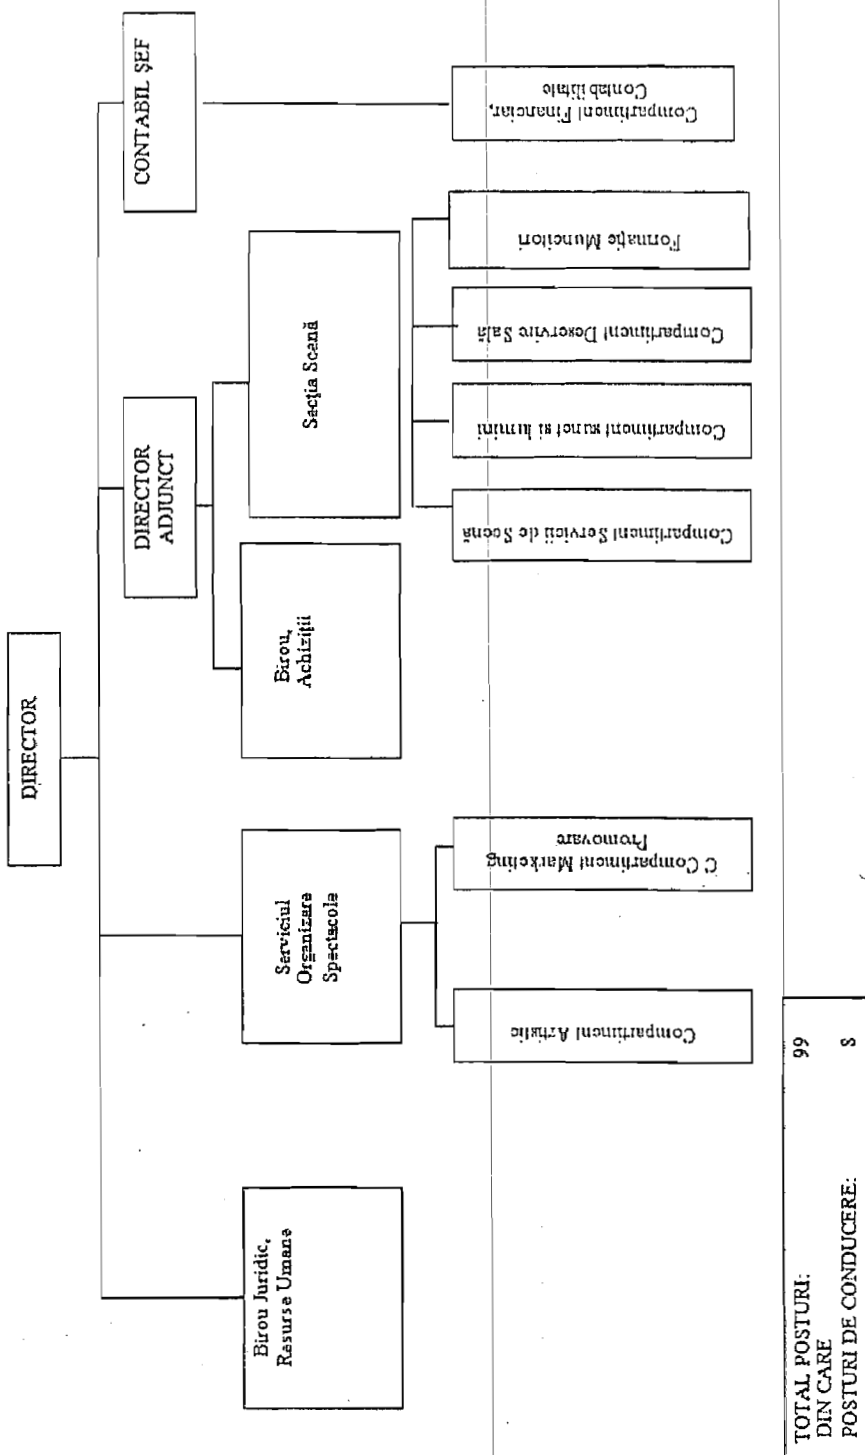 DIRECTOR
DIRECTOR
ADJUNCT
CONTABIL ŞEF
Birou Juridic,
Resurse Umane
Serviciul
Organizare
Spectacole
Birou,
Achiziţii
Secţia Scenă
Compartiment Artistic
C Compartiment Marketing
Promovare
Compartiment Servicii de Scenă
Compartiment sunet si lumini
Compartiment Deservire Sală
Formaţie Muncitori
Compartiment Financiar,
Contabilitate
TOTAL POSTURI: 99
DIN CARE
POSTURI DE CONDUCERE: 8